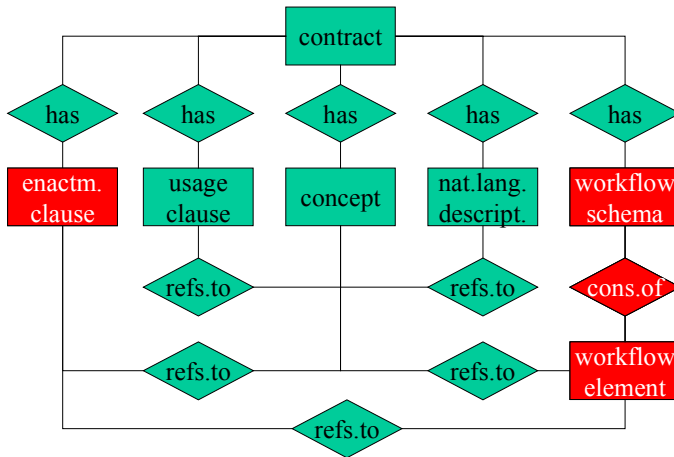 contract
has
has
has
has
has
enactm.
clause
usage
clause
concept
nat.lang.
descript.
workflow
schema
refs.to
refs.to
cons.of
refs.to
refs.to
workflow
element
refs.to